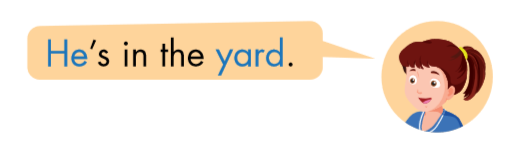 He's in the yard.